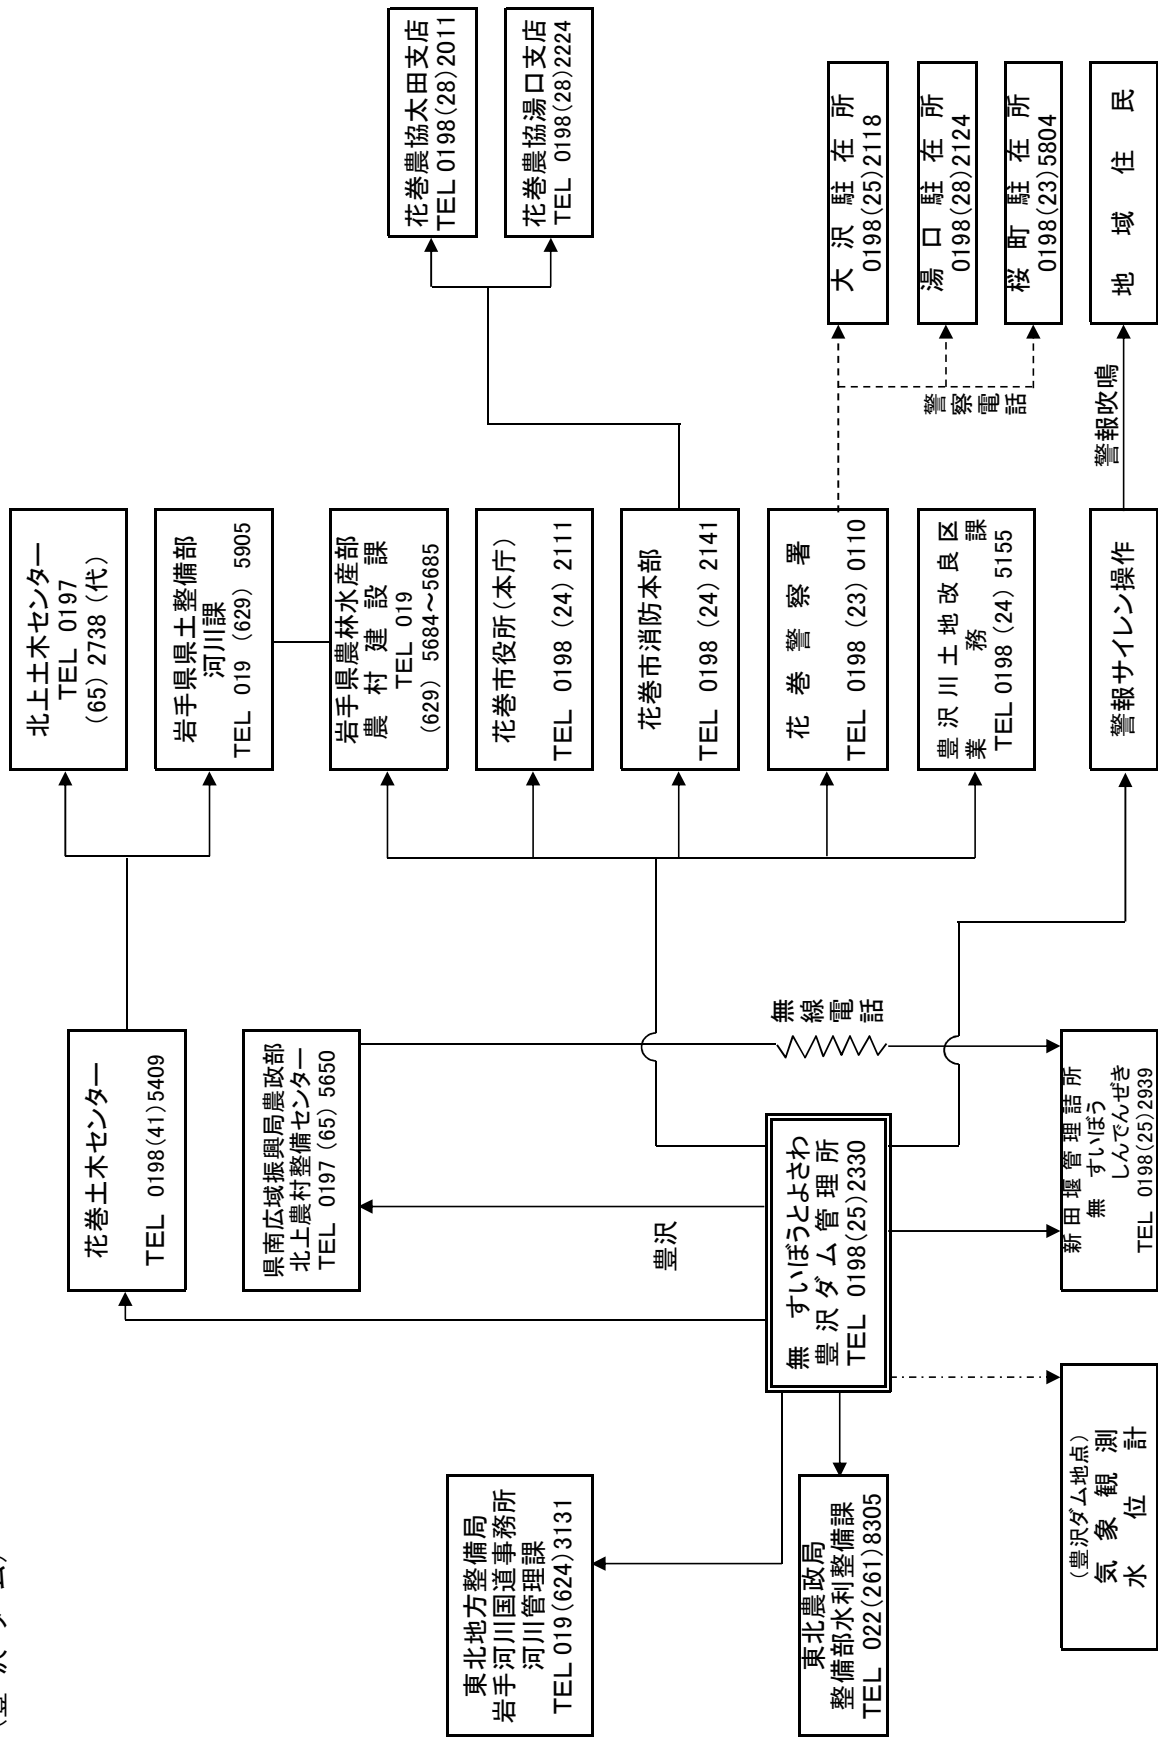 (豊 沢 ダ ム)
東北地方整備局
岩手河川国道事務所
河川管理課
TEL 019(624)3131
東北農政局
整備部水利整備課
TEL 022(261)8305
(豊沢ダム地点)
気 象 観 測
水 位 計
花巻土木センター
TEL 0198(41)5409
県南広域振興局農政部
北上農村整備センター
TEL 0197 (65) 5650
豊沢
無 すいぼうとよさわ
豊 沢 ダ ム 管 理 所
TEL 0198(25)2330
無線電話
新 田 堰 管 理 詰 所
無 すいぼう
しんでんぜき
TEL 0198(25)2939
北上土木センター
TEL 0197
(65) 2738 (代)
岩手県県土整備部
河川課
TEL 019 (629) 5905
岩手県農林水産部
農 村 建 設 課
TEL 019
(629) 5684～5685
花巻市役所(本庁)
TEL 0198 (24) 2111
花巻市消防本部
TEL 0198 (24) 2141
花 巻 警 察 署
TEL 0198 (23) 0110
豊 沢 川 土 地 改 良 区
業 務 課
TEL 0198 (24) 5155
警報サイレン操作
花巻農協太田支店
TEL 0198(28)2011
花巻農協湯口支店
TEL 0198(28)2224
警察電話
警報吹鳴
大 沢 駐 在 所
0198(25)2118
湯 口 駐 在 所
0198(28)2124
桜 町 駐 在 所
0198(23)5804
地 域 住 民